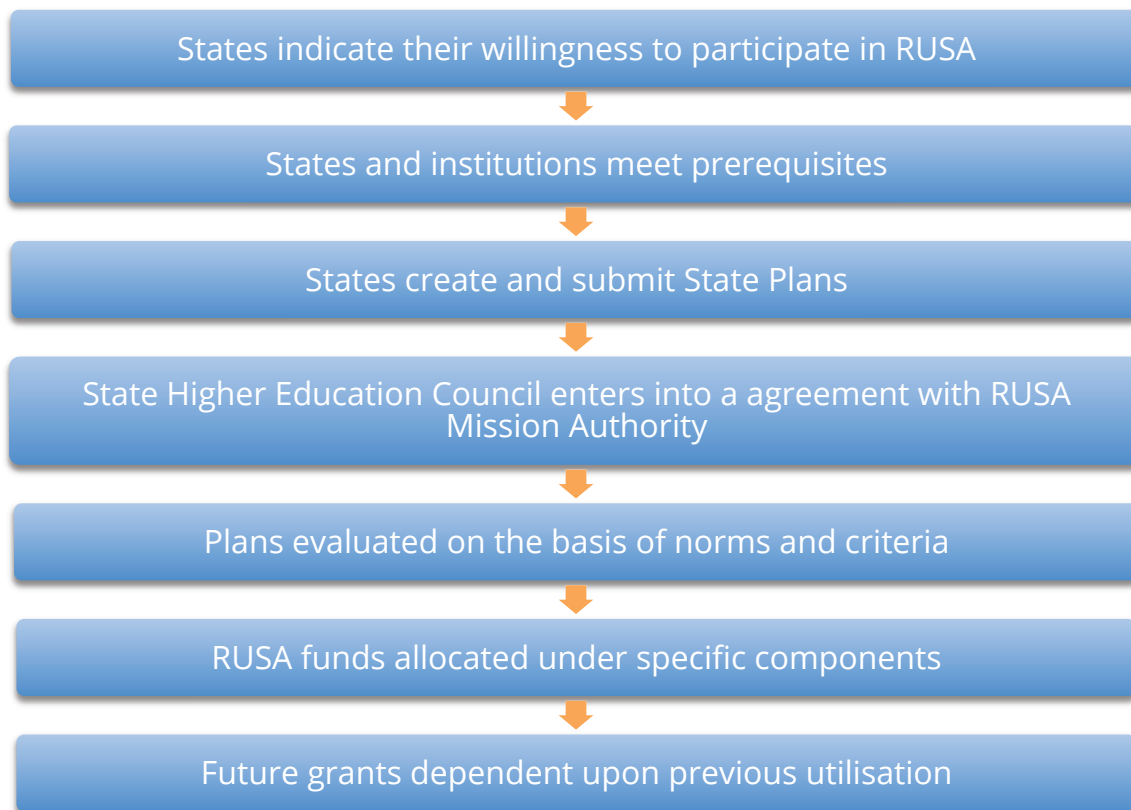 States indicate their willingness to participate in RUSA
States and institutions meet prerequisites
States create and submit State Plans
State Higher Education Council enters into a agreement with RUSA
Mission Authority
Plans evaluated on the basis of norms and criteria
RUSA funds allocated under specific components
Future grants dependent upon previous utilisation